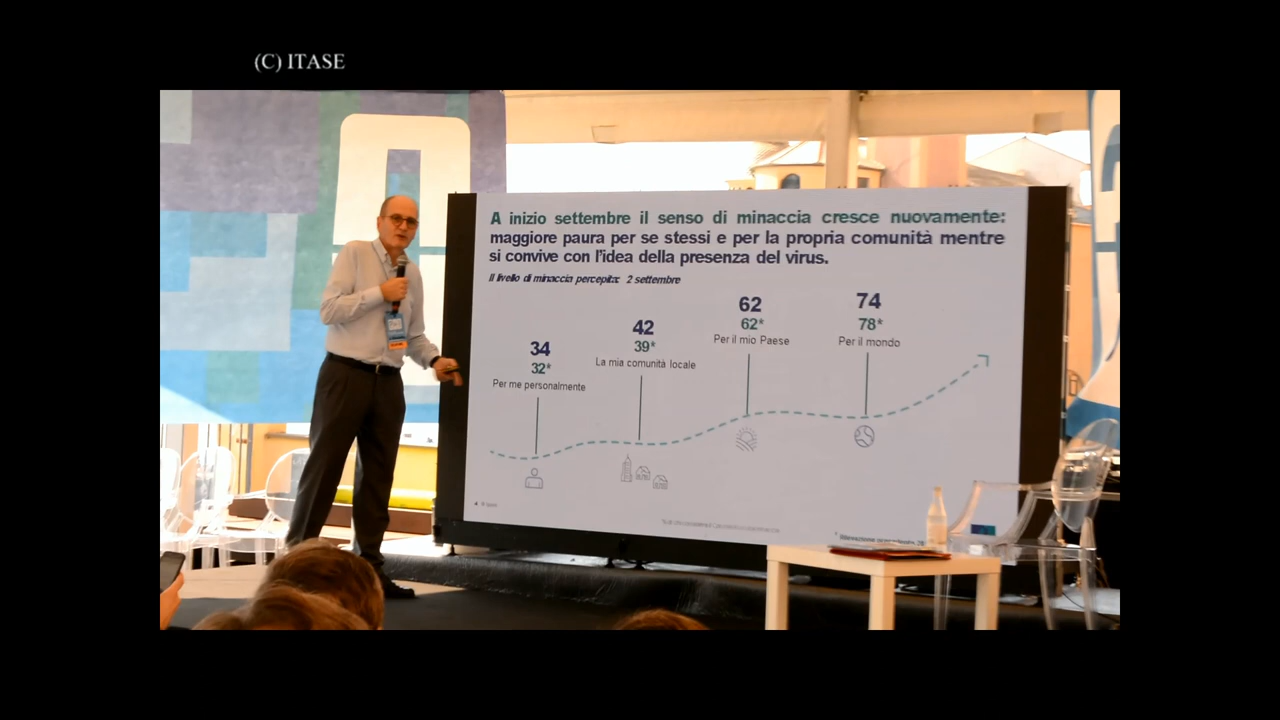 (C) ITASE
A inizio settembre il senso di minaccia cresce nuovamente:
maggiore paura per se stessi e per la propria comunità mentre
si convive con l'idea della presenza del virus.
Il livello di minaccia percepita: 2 settembre
34
32*
Per me personalmente
42
39*
La mia comunità locale
62
62*
Per il mio Paese
74
78*
Per il mondo